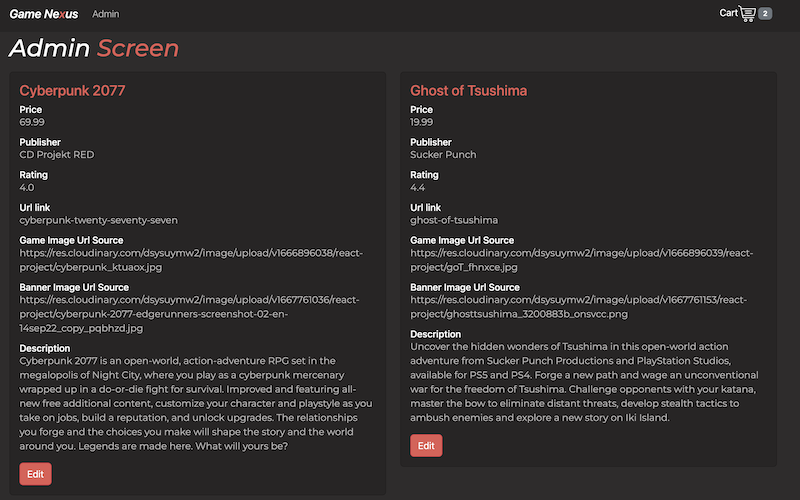 Game Nexus Admin Cart 2
Admin Screen
Cyberpunk 2077
Price
69.99
Publisher
CD Projekt RED
Rating
4.0
Url link
cyberpunk-twenty-seventy-seven
Game Image Url Source
https://res.cloudinary.com/dsysuymw2/image/upload/v1666896038/react-
project/cyberpunk_ktuaox.jpg
Banner Image Url Source
https://res.cloudinary.com/dsysuymw2/image/upload/v1667761036/react-
project/cyberpunk-2077-edgerunners-screenshot-02-en-
14sep22_copy_pqbhzd.jpg
Description
Cyberpunk 2077 is an open-world, action-adventure RPG set in the
megalopolis of Night City, where you play as a cyberpunk mercenary
wrapped up in a do-or-die fight for survival. Improved and featuring all-
new free additional content, customize your character and playstyle as you
take on jobs, build a reputation, and unlock upgrades. The relationships
you forge and the choices you make will shape the story and the world
around you. Legends are made here. What will yours be?
Edit
Ghost of Tsushima
Price
19.99
Publisher
Sucker Punch
Rating
4.4
Url link
ghost-of-tsushima
Game Image Url Source
https://res.cloudinary.com/dsysuymw2/image/upload/v1666896039/react-
project/goT_fhnxce.jpg
Banner Image Url Source
https://res.cloudinary.com/dsysuymw2/image/upload/v1667761153/react-
project/ghosttsushima_3200883b_onsvcc.png
Description
Uncover the hidden wonders of Tsushima in this open-world action
adventure from Sucker Punch Productions and PlayStation Studios,
available for PS5 and PS4. Forge a new path and wage an unconventional
war for the freedom of Tsushima. Challenge opponents with your katana,
master the bow to eliminate distant threats, develop stealth tactics to
ambush enemies and explore a new story on Iki Island.
Edit